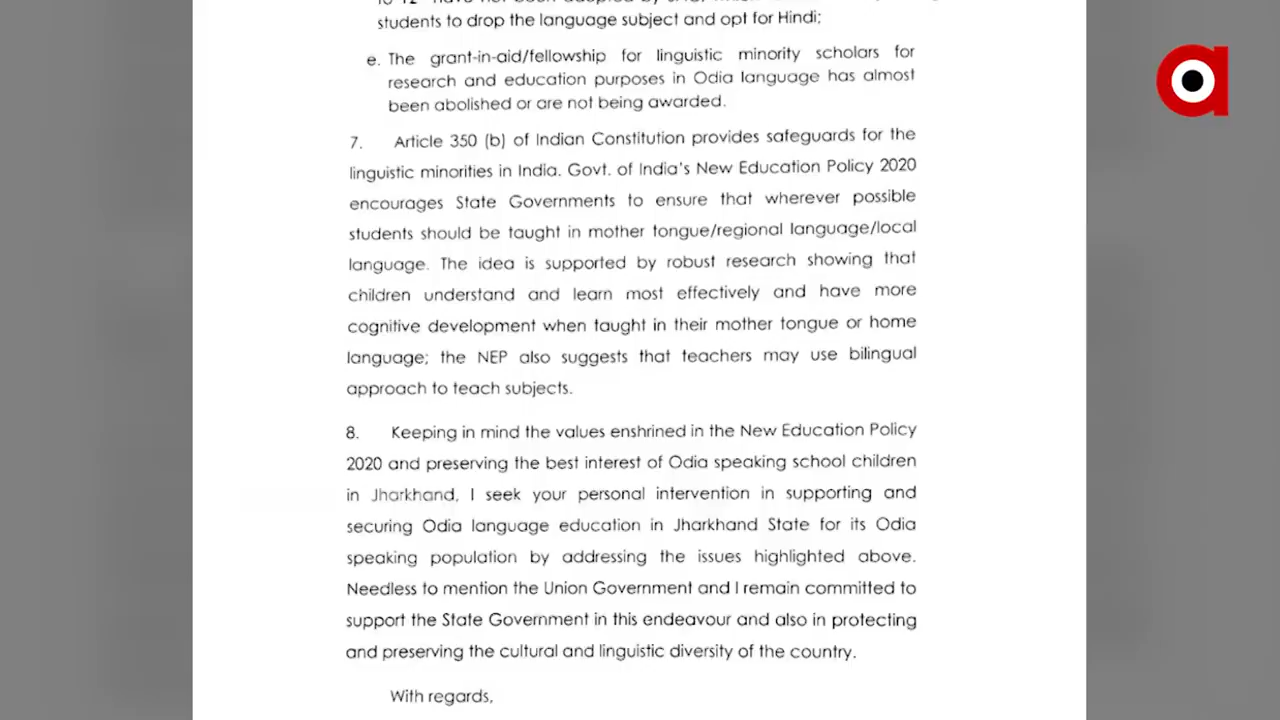 students to drop the language subject and opt for Hindi;
e. The grant-in-aid/fellowship for linguistic minority scholars for
research and education purposes in Odia language has almost
been abolished or are not being awarded.
7. Article 350 (b) of Indian Constitution provides safeguards for the
linguistic minorities in India. Govt. of India's New Education Policy 2020
encourages State Governments to ensure that wherever possible
students should be taught in mother tongue/regional language/local
language. The idea is supported by robust research showing that
children understand and learn most effectively and have more
cognitive development when taught in their mother tongue or home
language; the NEP also suggests that teachers may use bilingual
approach to teach subjects.
8. Keeping in mind the values enshrined in the New Education Policy
2020 and preserving the best interest of Odia speaking school children
in Jharkhand, I seek your personal intervention in supporting and
securing Odia language education in Jharkhand State for its Odia
speaking population by addressing the issues highlighted above.
Needless to mention the Union Government and I remain committed to
support the State Government in this endeavour and also in protecting
and preserving the cultural and linguistic diversity of the country.
With regards,